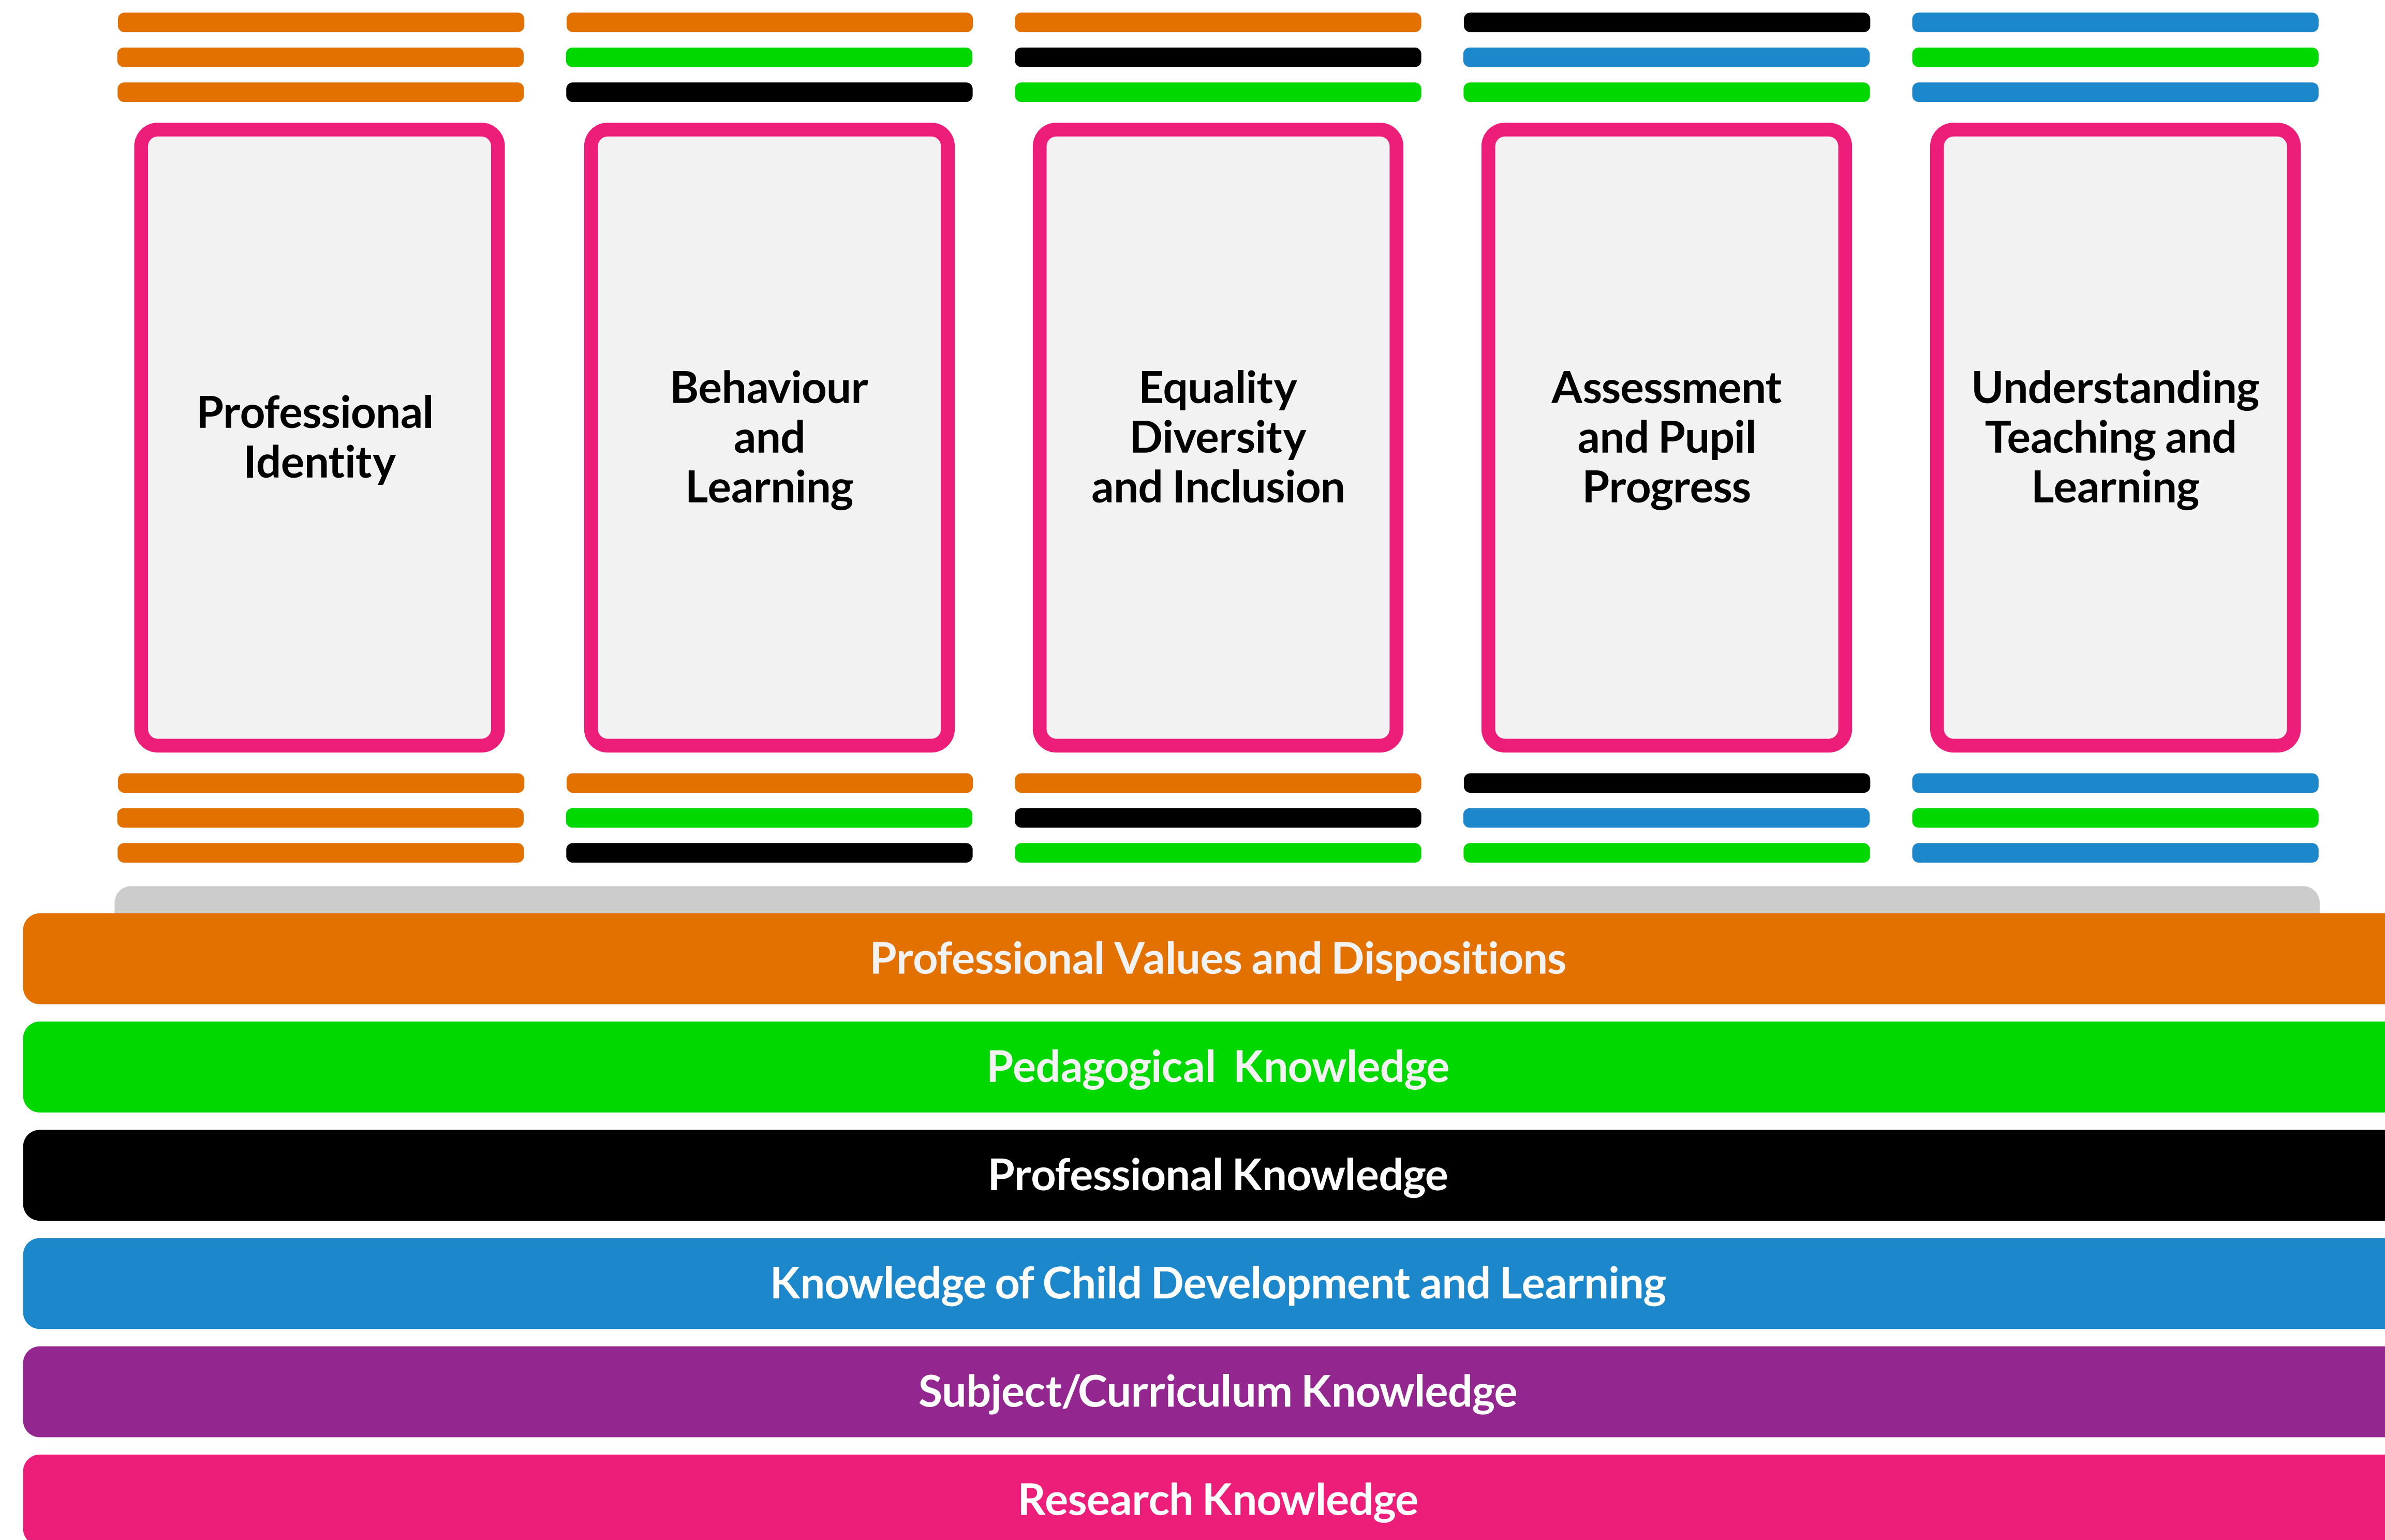 Professional
Identity
Behaviour
and
Learning
Equality
Diversity
and Inclusion
Assessment
and Pupil
Progress
Understanding
Teaching and
Learning
Professional Values and Dispositions
Pedagogical  Knowledge
Professional Knowledge
Knowledge of Child Development and Learning
Subject/Curriculum Knowledge
Research Knowledge